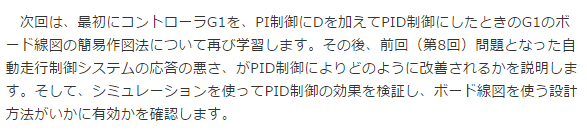 次回は、最初にコントローラG1を、PI制御にDを加えてPID制御にしたときのG1のボ
ード線図の簡易作図法について再び学習します。その後、前回（第8回）問題となった自
動走行制御システムの応答の悪さ、がPID制御によりどのように改善されるかを説明しま
す。そして、シミュレーションを使ってPID制御の効果を検証し、ボード線図を使う設計
方法がいかに有効かを確認します。